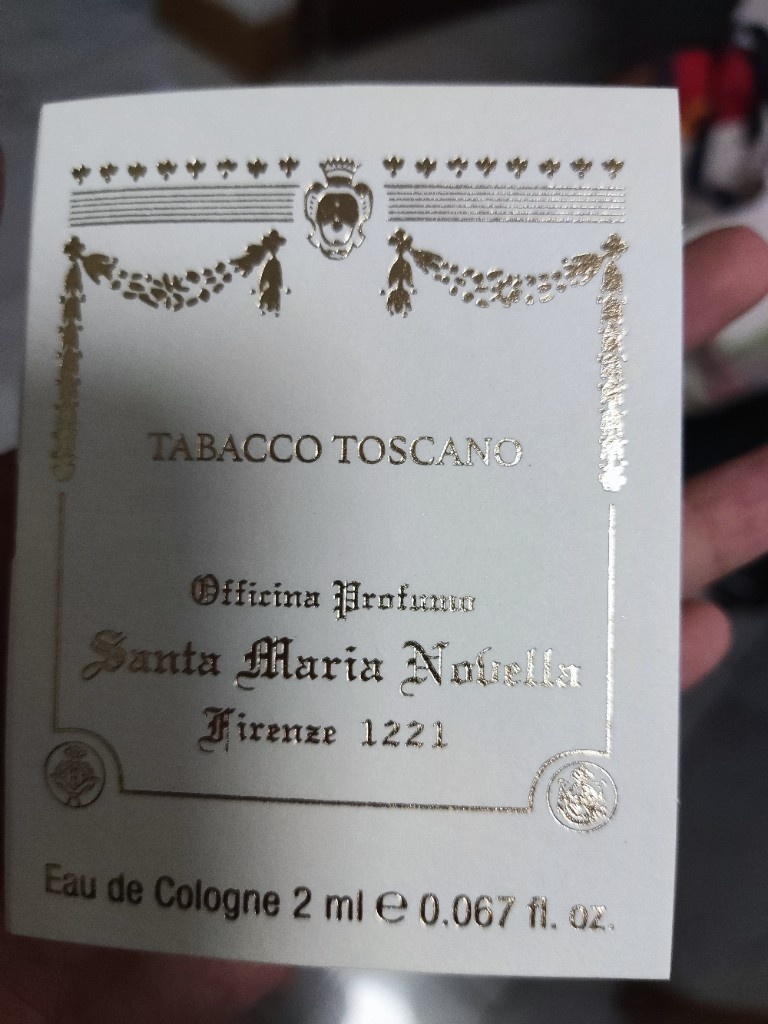 TABACCO TOSCANO
Officina Profumo
Santa Maria Novella
Firenze 1221
Eau de Cologne 2 ml ℮ 0.067 fl. oz.